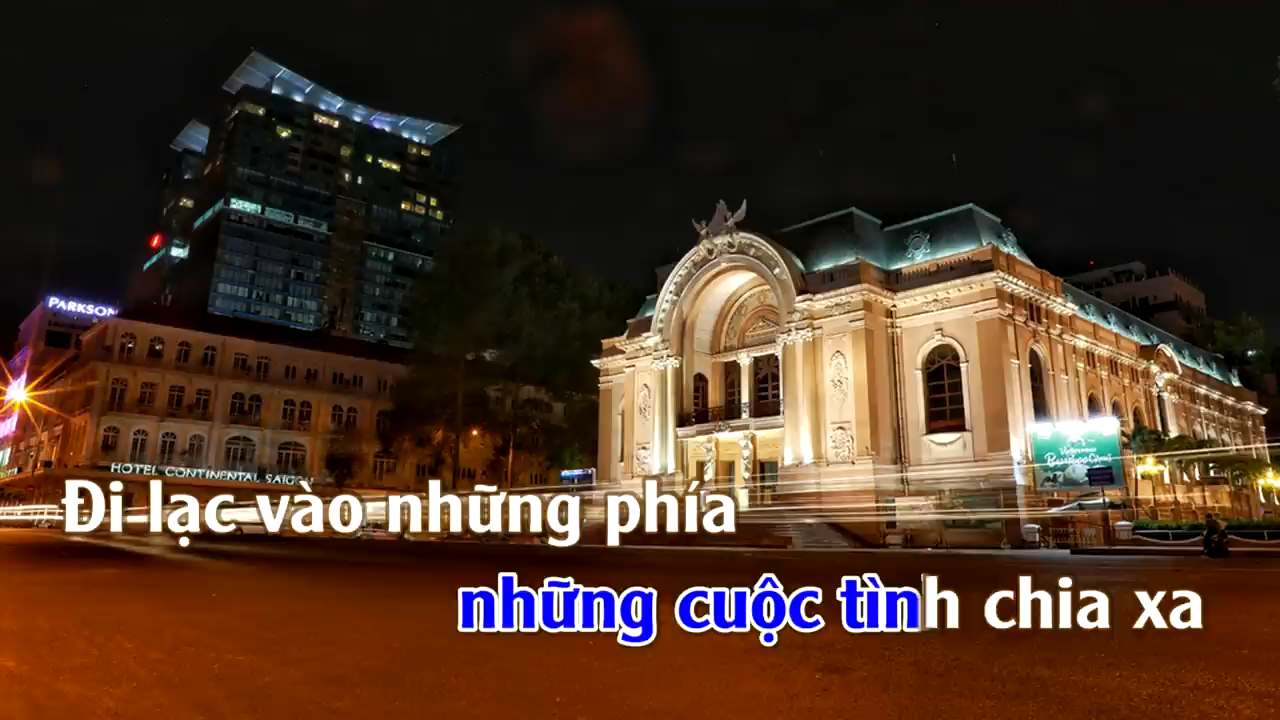 PARKSON
HOTEL CONTINENTAL SAIGON
Đi lạc vào những phía
những cuộc tình chia xa